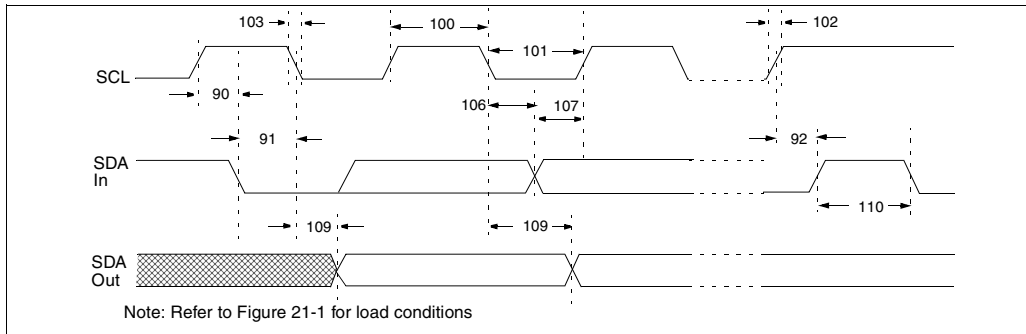 103
100
102
101
SCL
90
106
107
91
92
SDA
In
110
109
109
SDA
Out
Note: Refer to Figure 21-1 for load conditions